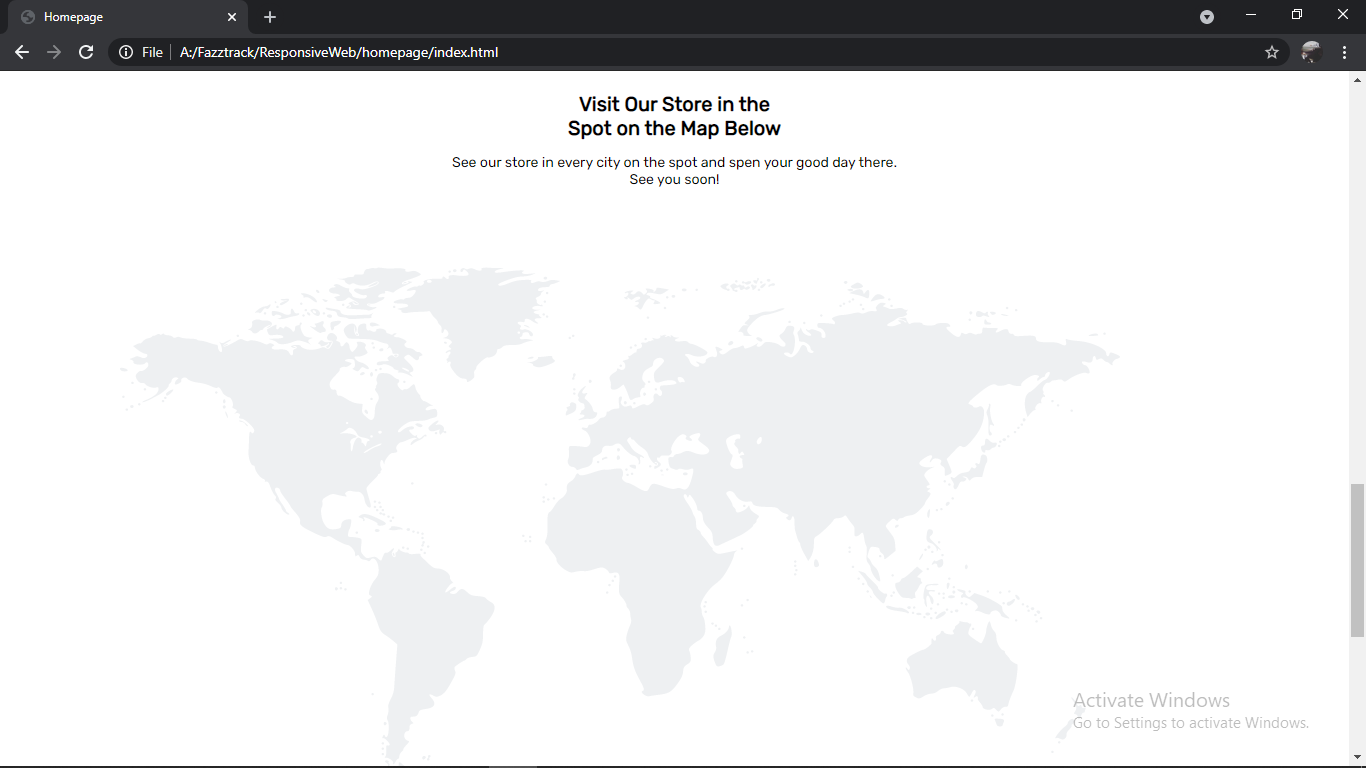 Homepage
File
A:/Fazztrack/ResponsiveWeb/homepage/index.html
Visit Our Store in the
Spot on the Map Below
See our store in every city on the spot and spen your good day there.
See you soon!
Activate Windows
Go to Settings to activate Windows.